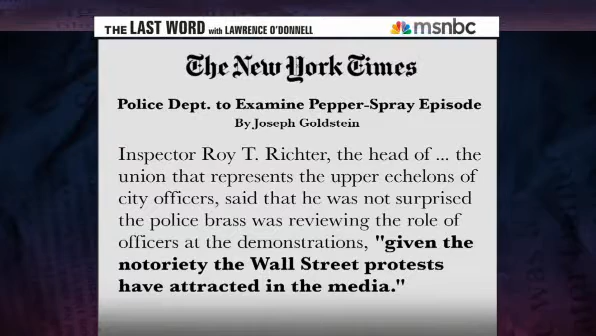 THE LAST WORD with LAWRENCE O'DONNELL msnbc
The New York Times
Police Dept. to Examine Pepper-Spray Episode
By Joseph Goldstein
Inspector Roy T. Richter, the head of ... the
union that represents the upper echelons of
city officers, said that he was not surprised
the police brass was reviewing the role of
officers at the demonstrations, "given the
notoriety the Wall Street protests
have attracted in the media."